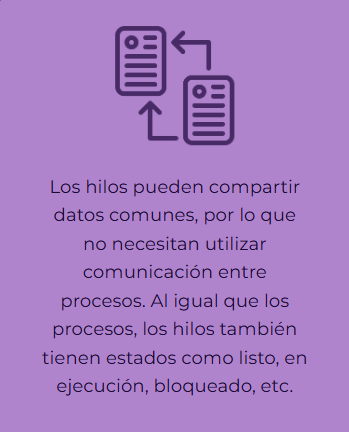 Los hilos pueden compartir
datos comunes, por lo que
no necesitan utilizar
comunicación entre
procesos. Al igual que los
procesos, los hilos también
tienen estados como listo, en
ejecución, bloqueado, etc.